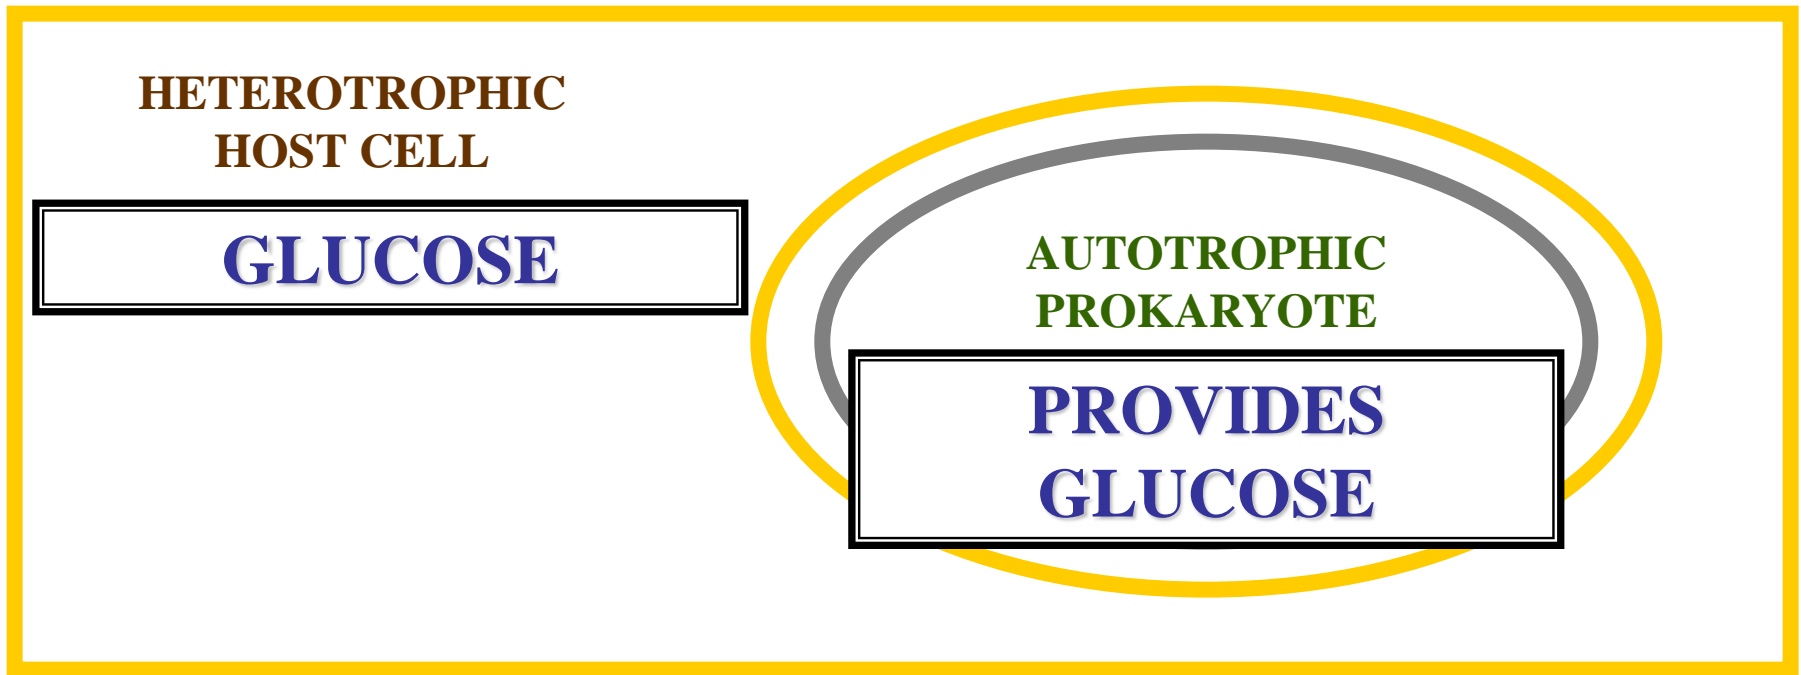 HETEROTROPHIC
HOST CELL
GLUCOSE
AUTOTROPHIC
PROKARYOTE
PROVIDES
GLUCOSE